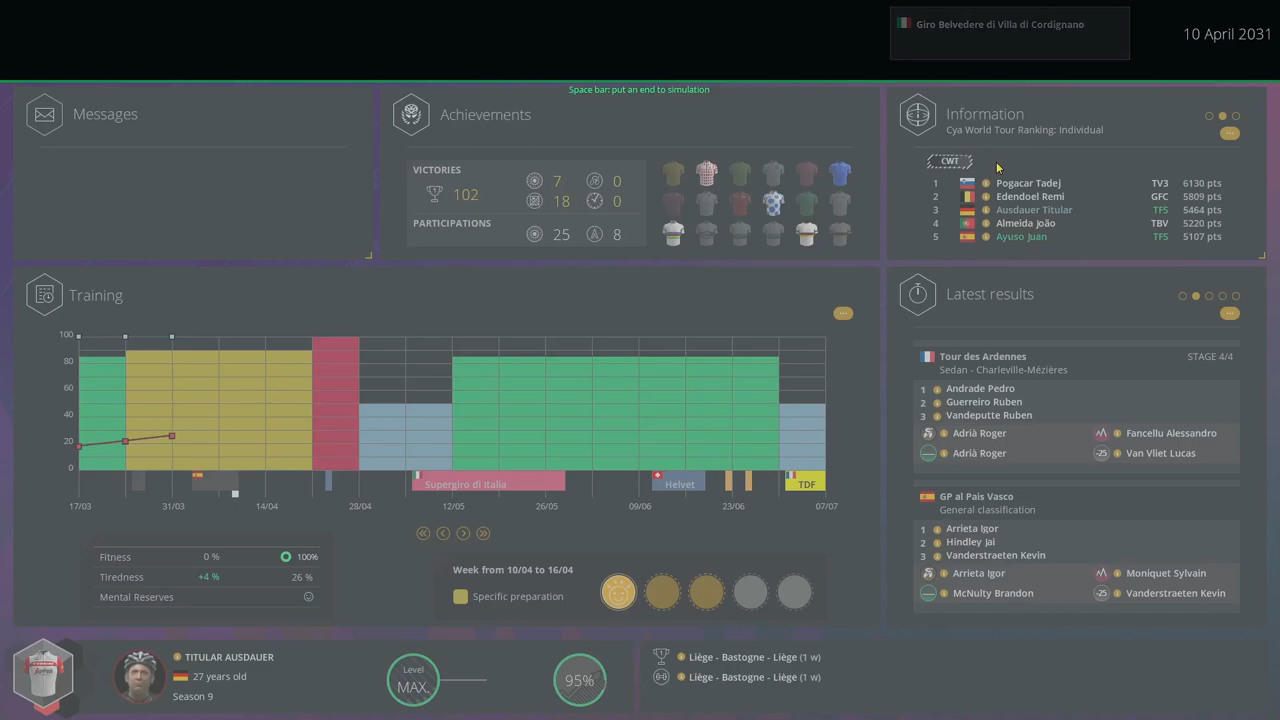 Giro Belvedere di Villa di Cordignano
10 April 2031
Space bar: put an end to simulation
Messages
Achievements
VICTORIES
102
7
0
18
0
PARTICIPATIONS
25
8
Information
Cya World Tour Ranking: Individual
...
CWT
1 Pogacar Tadej TV3 6130 pts
2 Edendoel Remi GFC 5809 pts
3 Ausdauer Titular TFS 5464 pts
4 Almeida João TBV 5220 pts
5 Ayuso Juan TFS 5107 pts
Training
...
100
80
60
40
20
0
Supergiro di Italia
Helvet
TDF
17/03 31/03 14/04 28/04 12/05 26/05 09/06 23/06 07/07
Fitness 0 % 100%
Tiredness +4 % 26 %
Mental Reserves
Week from 10/04 to 16/04
Specific preparation
Latest results
...
Tour des Ardennes STAGE 4/4
Sedan - Charleville-Mézières
1 Andrade Pedro
2 Guerreiro Ruben
3 Vandeputte Ruben
Adrià Roger Fancellu Alessandro
Adrià Roger -25 Van Vliet Lucas
GP al Pais Vasco
General classification
1 Arrieta Igor
2 Hindley Jai
3 Vanderstraeten Kevin
Arrieta Igor Moniquet Sylvain
McNulty Brandon -25 Vanderstraeten Kevin
TITULAR AUSDAUER
27 years old
Season 9
Level
MAX.
95%
Liège - Bastogne - Liège (1 w)
Liège - Bastogne - Liège (1 w)